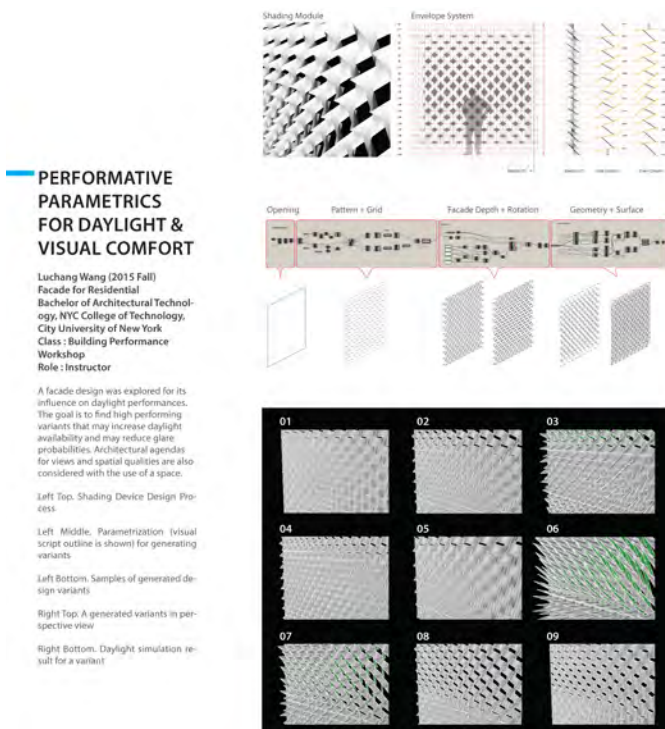 Shading Module
Envelope System
PERFORMATIVE
PARAMETRICS
FOR DAYLIGHT &
VISUAL COMFORT
Luchang Wang (2015 Fall)
Facade for Residential
Bachelor of Architectural Technol-
ogy, NYC College of Technology,
City University of New York
Class : Building Performance
Workshop
Role : Instructor
A facade design was explored for its
influence on daylight performances.
The goal is to find high performing
variants that may increase daylight
availability and may reduce glare
probabilities. Architectural agendas
for views and spatial qualities are also
considered with the use of a space.
Left Top. Shading Device Design Pro-
cess
Left Middle. Parametrization (visual
script outline is shown) for generating
variants
Left Bottom. Samples of generated de-
sign variants
Right Top. A generated variants in per-
spective view
Right Bottom. Daylight simulation re-
sult for a variant
Opening
Pattern + Grid
Facade Depth + Rotation
Geometry + Surface
01
02
03
04
05
06
07
08
09